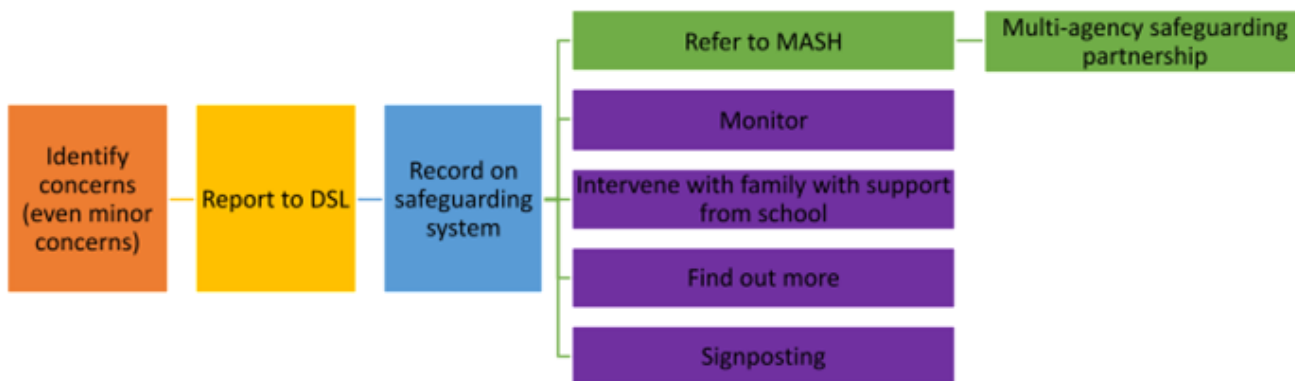 Identify
concerns
(even minor
concerns)
Report to DSL
Record on
safeguarding
system
Refer to MASH
Multi-agency safeguarding
partnership
Monitor
Intervene with family with support
from school
Find out more
Signposting